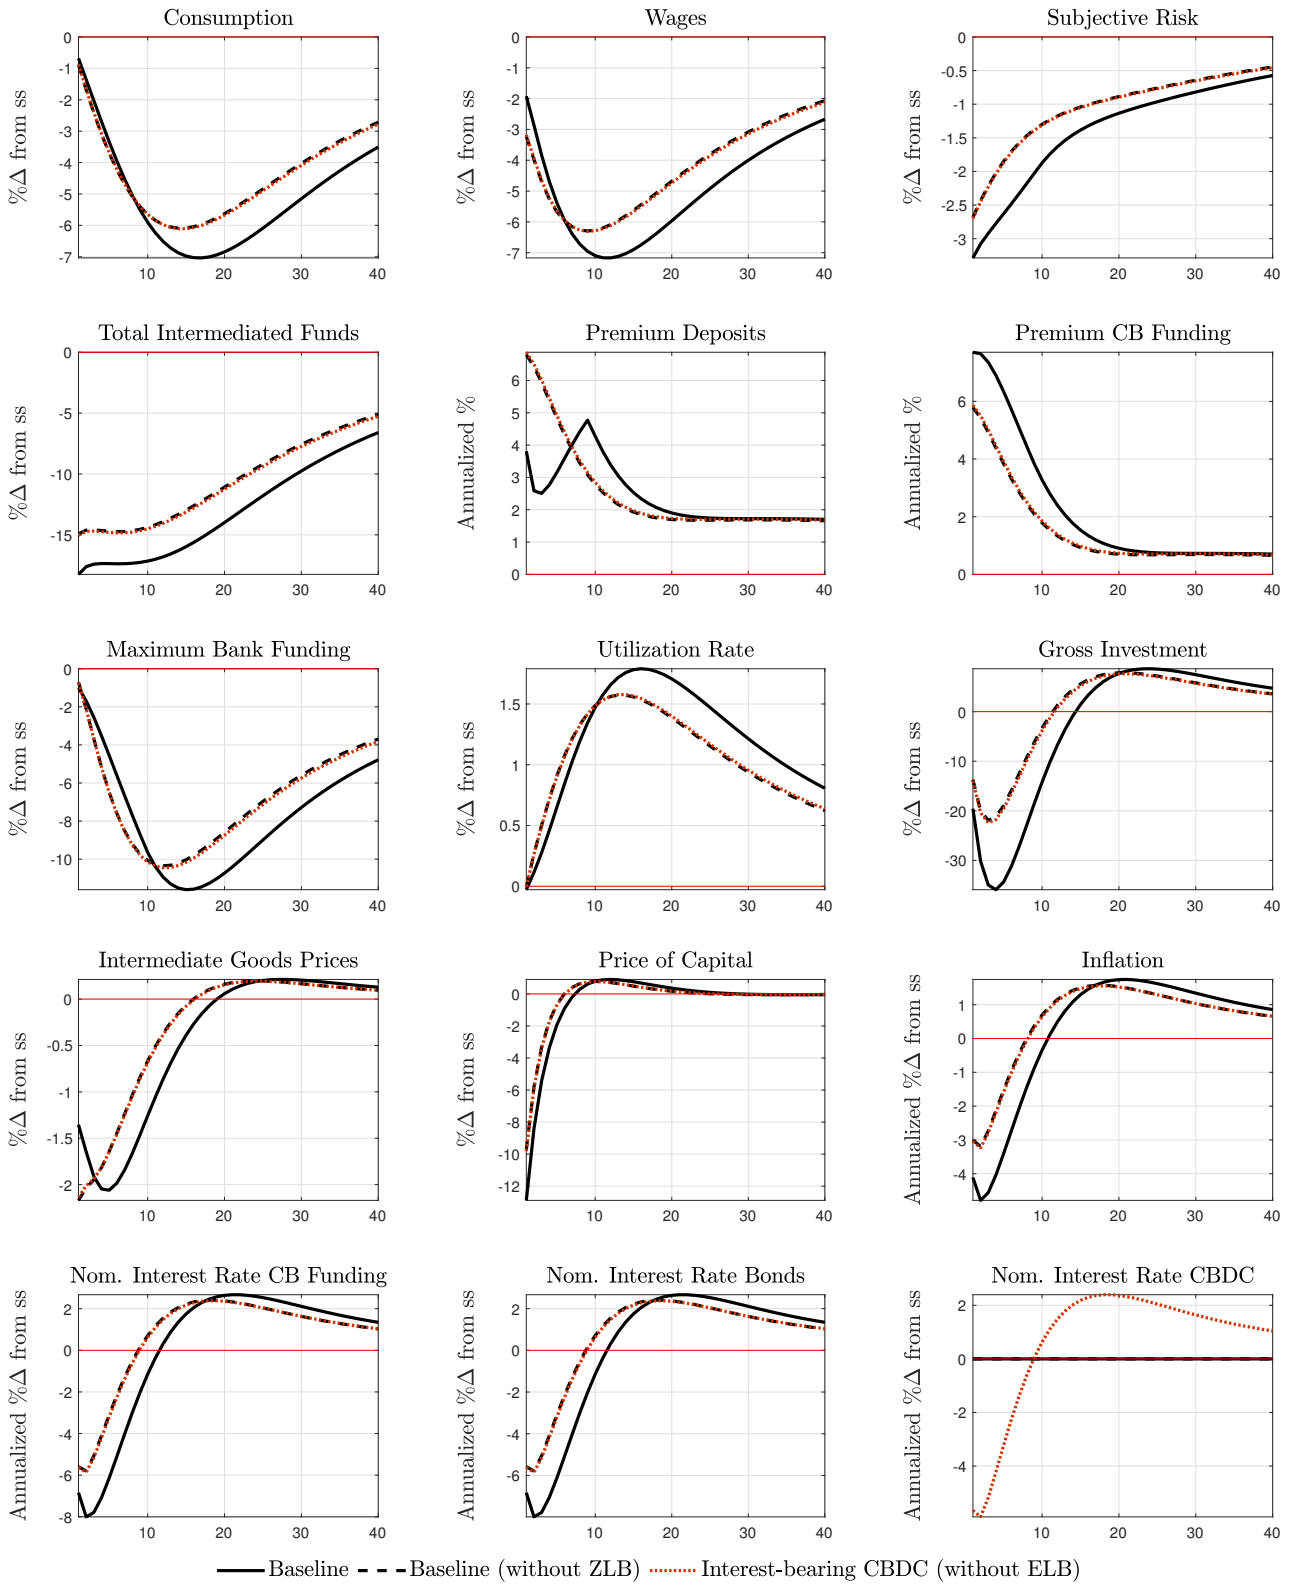 Consumption
Wages
Subjective Risk
%Δ from ss
0
-1
-2
-3
-4
-5
-6
-7
10 20 30 40
%Δ from ss
0
-1
-2
-3
-4
-5
-6
-7
10 20 30 40
%Δ from ss
0
-0.5
-1
-1.5
-2
-2.5
-3
10 20 30 40
Total Intermediated Funds
Premium Deposits
Premium CB Funding
%Δ from ss
0
-5
-10
-15
10 20 30 40
Annualized %
6
5
4
3
2
1
0
10 20 30 40
Annualized %
6
4
2
0
10 20 30 40
Maximum Bank Funding
Utilization Rate
Gross Investment
%Δ from ss
0
-2
-4
-6
-8
-10
10 20 30 40
%Δ from ss
1.5
1
0.5
0
10 20 30 40
%Δ from ss
0
-10
-20
-30
10 20 30 40
Intermediate Goods Prices
Price of Capital
Inflation
%Δ from ss
0
-0.5
-1
-1.5
-2
10 20 30 40
%Δ from ss
0
-2
-4
-6
-8
-10
-12
10 20 30 40
Annualized %Δ from ss
1
0
-1
-2
-3
-4
10 20 30 40
Nom. Interest Rate CB Funding
Nom. Interest Rate Bonds
Nom. Interest Rate CBDC
Annualized %Δ from ss
2
0
-2
-4
-6
-8
10 20 30 40
Annualized %Δ from ss
2
0
-2
-4
-6
-8
10 20 30 40
Annualized %Δ from ss
2
0
-2
-4
10 20 30 40
Baseline Baseline (without ZLB) Interest-bearing CBDC (without ELB)